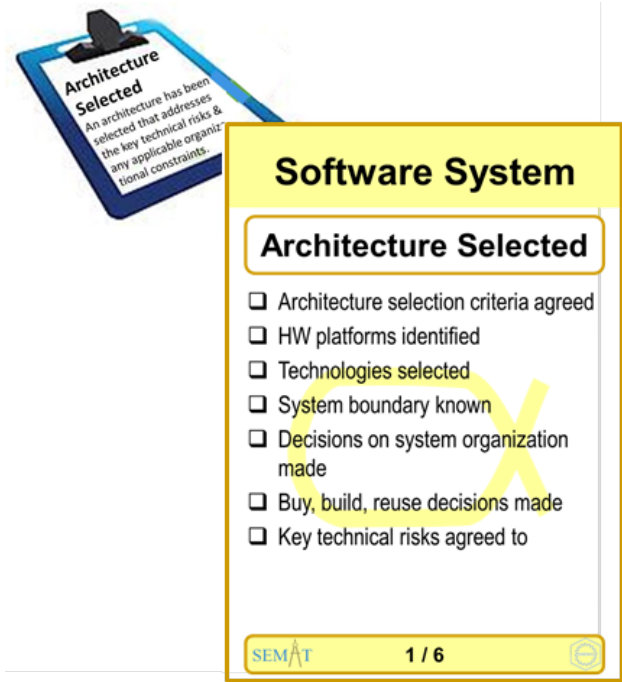 Architecture
Selected
An architecture has been
selected that addresses
the key technical risks &
any applicable organiz
tional constraints.
Software System
Architecture Selected
❑ Architecture selection criteria agreed
❑ HW platforms identified
❑ Technologies selected
❑ System boundary known
❑ Decisions on system organization
made
❑ Buy, build, reuse decisions made
❑ Key technical risks agreed to
SEMAT
1 / 6